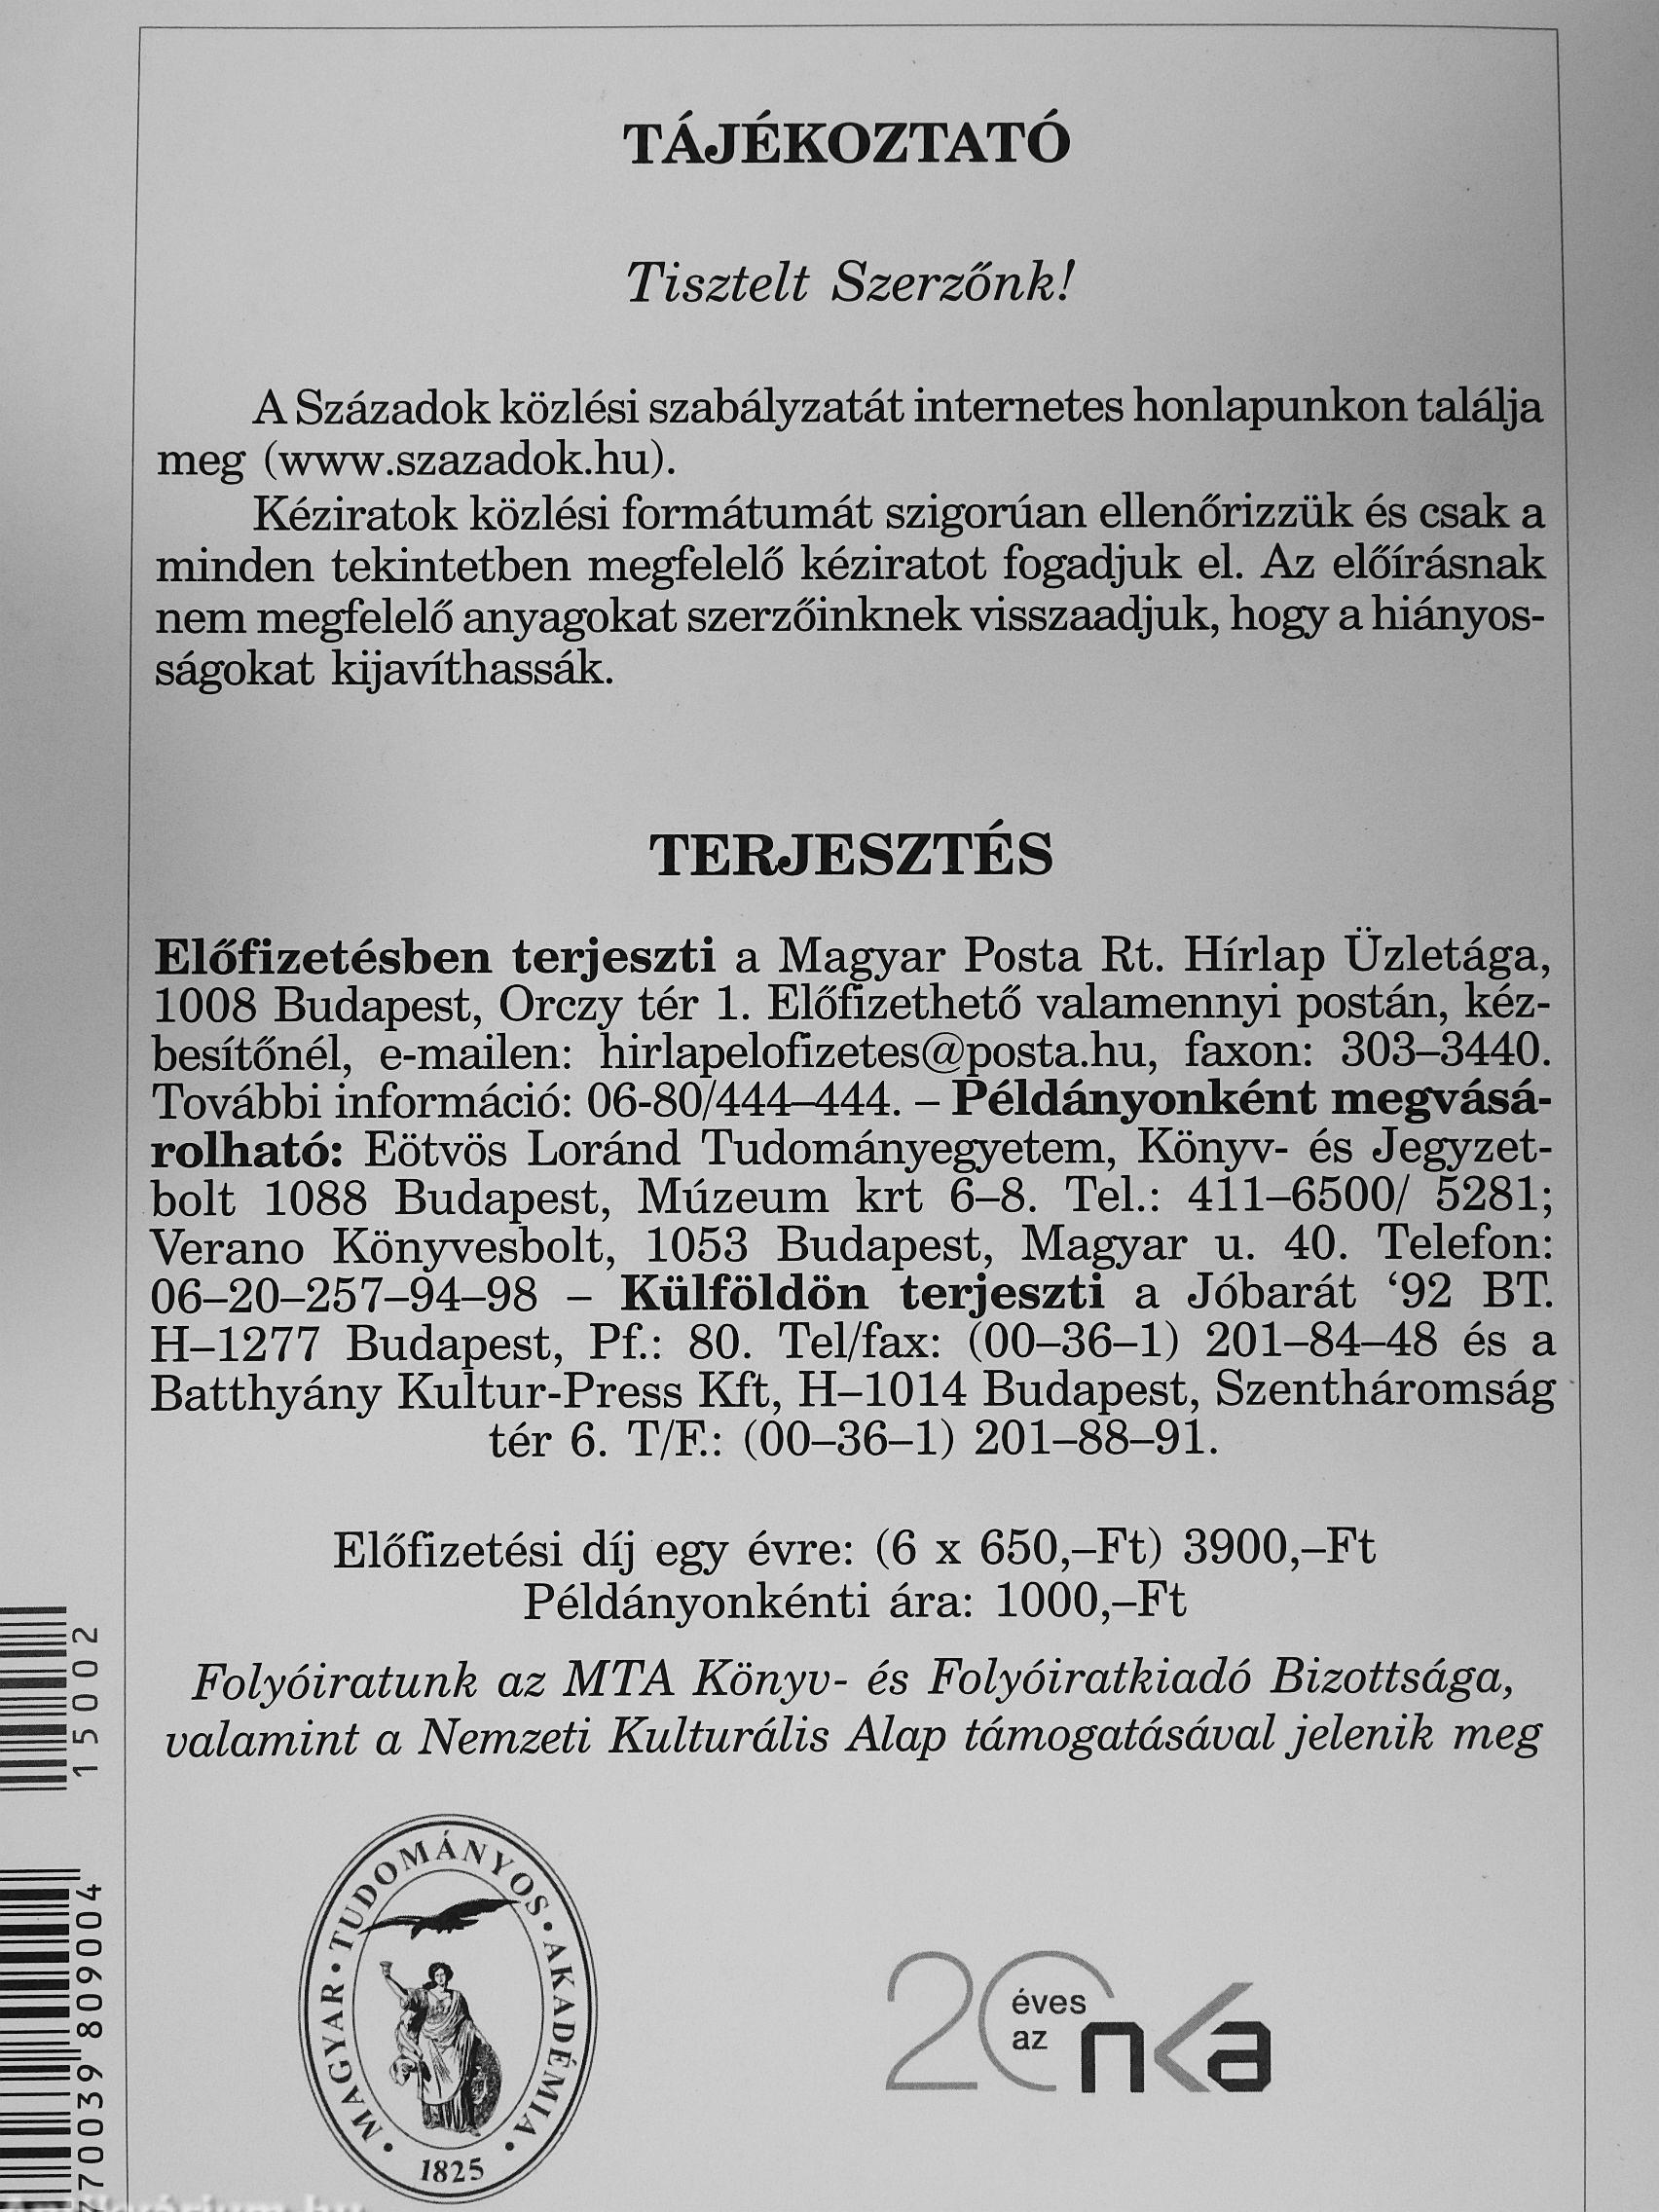 TÁJÉKOZTATÓ
Tisztelt Szerzőnk!
A Századok közlési szabályzatát internetes honlapunkon találja
meg (www.szazadok.hu).
Kéziratok közlési formátumát szigorúan ellenőrizzük és csak a
minden tekintetben megfelelő kéziratot fogadjuk el. Az előírásnak
nem megfelelő anyagokat szerzőinknek visszaadjuk, hogy a hiányos-
ságokat kijavíthassák.
TERJESZTÉS
Előfizetésben terjeszti a Magyar Posta Rt. Hírlap Üzletága,
1008 Budapest, Orczy tér 1. Előfizethető valamennyi postán, kéz-
besítőnél, e-mailen: hirlapelofizetes@posta.hu, faxon: 303–3440.
További információ: 06-80/444–444. – Példányonként megvásá-
rolható: Eötvös Loránd Tudományegyetem, Könyv- és Jegyzet-
bolt 1088 Budapest, Múzeum krt 6–8. Tel.: 411–6500/ 5281;
Verano Könyvesbolt, 1053 Budapest, Magyar u. 40. Telefon:
06–20–257–94–98 – Külföldön terjeszti a Jóbarát ‘92 BT.
H–1277 Budapest, Pf.: 80. Tel/fax: (00–36–1) 201–84–48 és a
Batthyány Kultur-Press Kft, H–1014 Budapest, Szentháromság
tér 6. T/F.: (00–36–1) 201–88–91.
Előfizetési díj egy évre: (6 x 650,–Ft) 3900,–Ft
Példányonkénti ára: 1000,–Ft
Folyóiratunk az MTA Könyv- és Folyóiratkiadó Bizottsága,
valamint a Nemzeti Kulturális Alap támogatásával jelenik meg
MAGYAR • TUDOMÁNYOS • AKADÉMIA
1825
20 éves az nka
15002
770039 809004